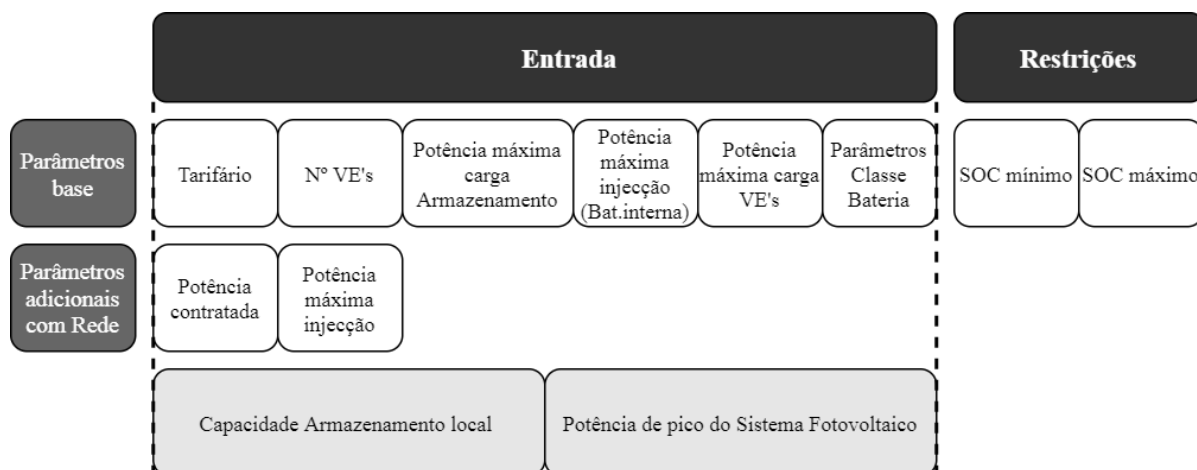 Entrada
Restrições
Parâmetros
base
Tarifário
Nº VE's
Potência máxima
carga
Armazenamento
Potência
máxima
injecção
(Bat.interna)
Potência
máxima carga
VE's
Parâmetros
Classe
Bateria
SOC mínimo
SOC máximo
Parâmetros
adicionais
com Rede
Potência
contratada
Potência
máxima
injecção
Capacidade Armazenamento local
Potência de pico do Sistema Fotovoltaico